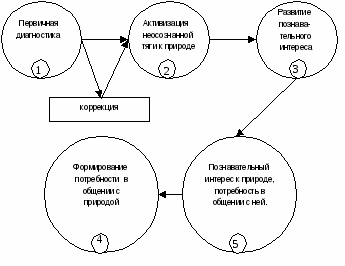 Первичная
диагностика
1
Активизация
неосознанной
тяги к природе
2
Развитие
познава-
тельного
интереса
3
коррекция
Формирование
потребности в
общении с
природой
4
Познавательный
интерес к природе,
потребность в
общении с ней.
5